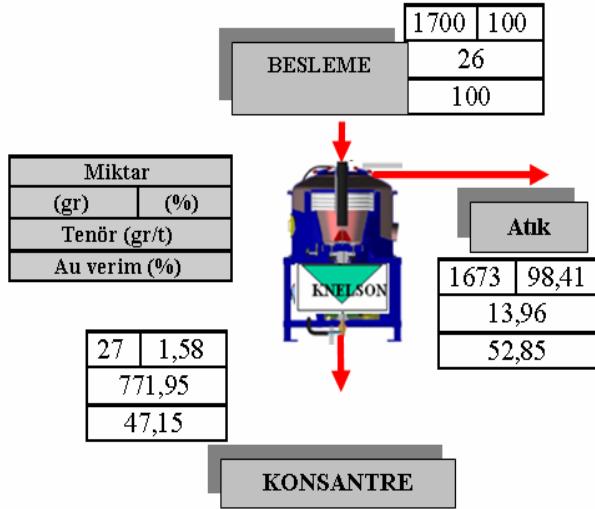 1700 100
BESLEME
26
100
Miktar
(gr) (%)
Tenör (gr/t)
Au verim (%)
Atık
KNELSON
1673 98,41
13,96
52,85
27 1,58
771,95
47,15
KONSANTRE